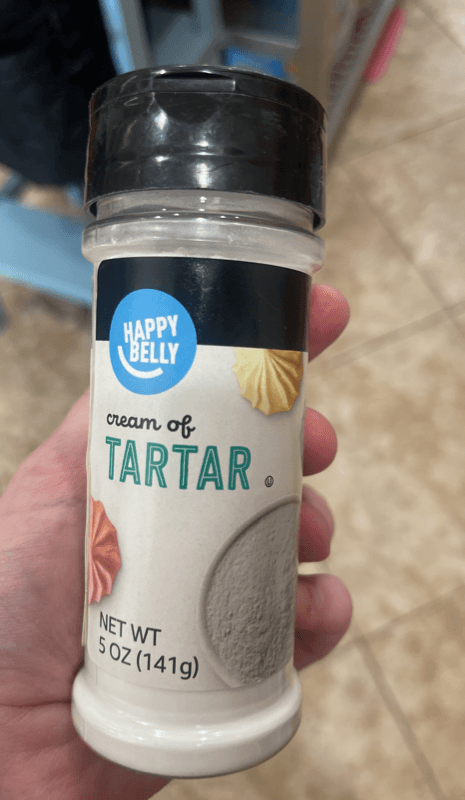 HAPPY
BELLY
cream of
TARTAR
U
NET WT
5 OZ (141g)